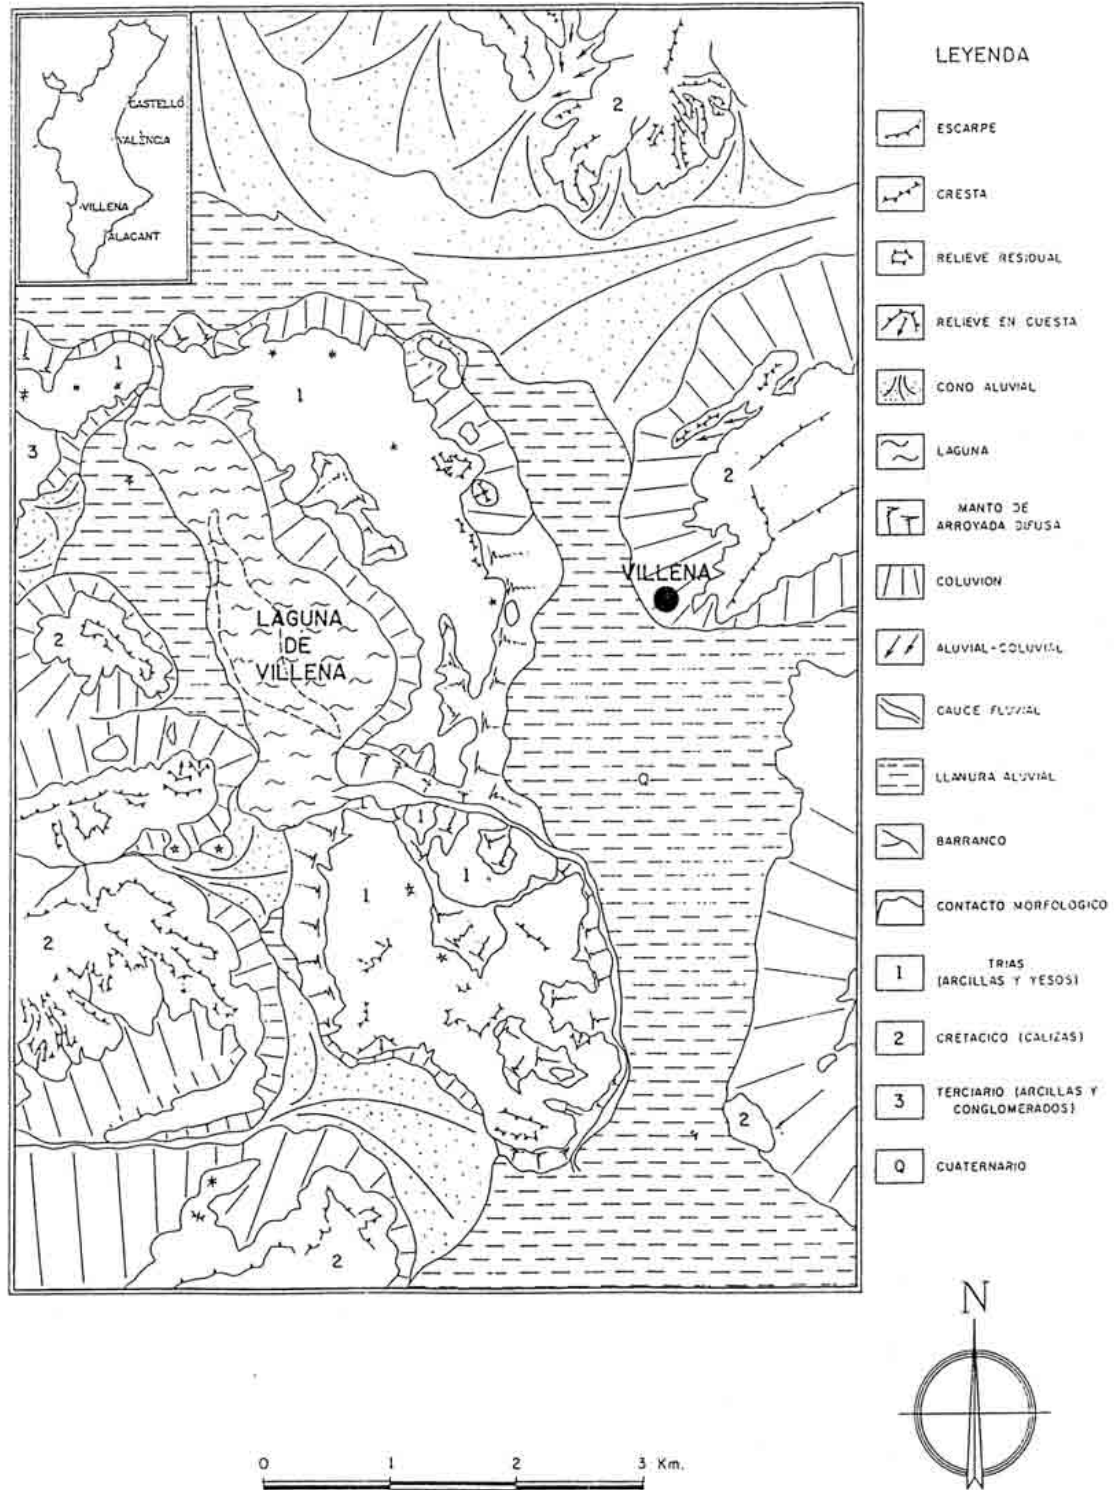 CASTELLÓ
VALÈNCIA
VILLENA
ALACANT
2
1
1
3
2
VILLENA
2
LAGUNA
DE
VILLENA
Q
1
1
2
2
2
LEYENDA
ESCARPE
CRESTA
RELIEVE RESIDUAL
RELIEVE EN CUESTA
CONO ALUVIAL
LAGUNA
MANTO DE
ARROYADA DIFUSA
COLUVION
ALUVIAL-COLUVIAL
CAUCE FLUVIAL
LLANURA ALUVIAL
BARRANCO
CONTACTO MORFOLOGICO
1 TRIAS
(ARCILLAS Y YESOS)
2 CRETACICO (CALIZAS)
3 TERCIARIO (ARCILLAS Y
CONGLOMERADOS)
Q CUATERNARIO
N
0 1 2 3 Km.